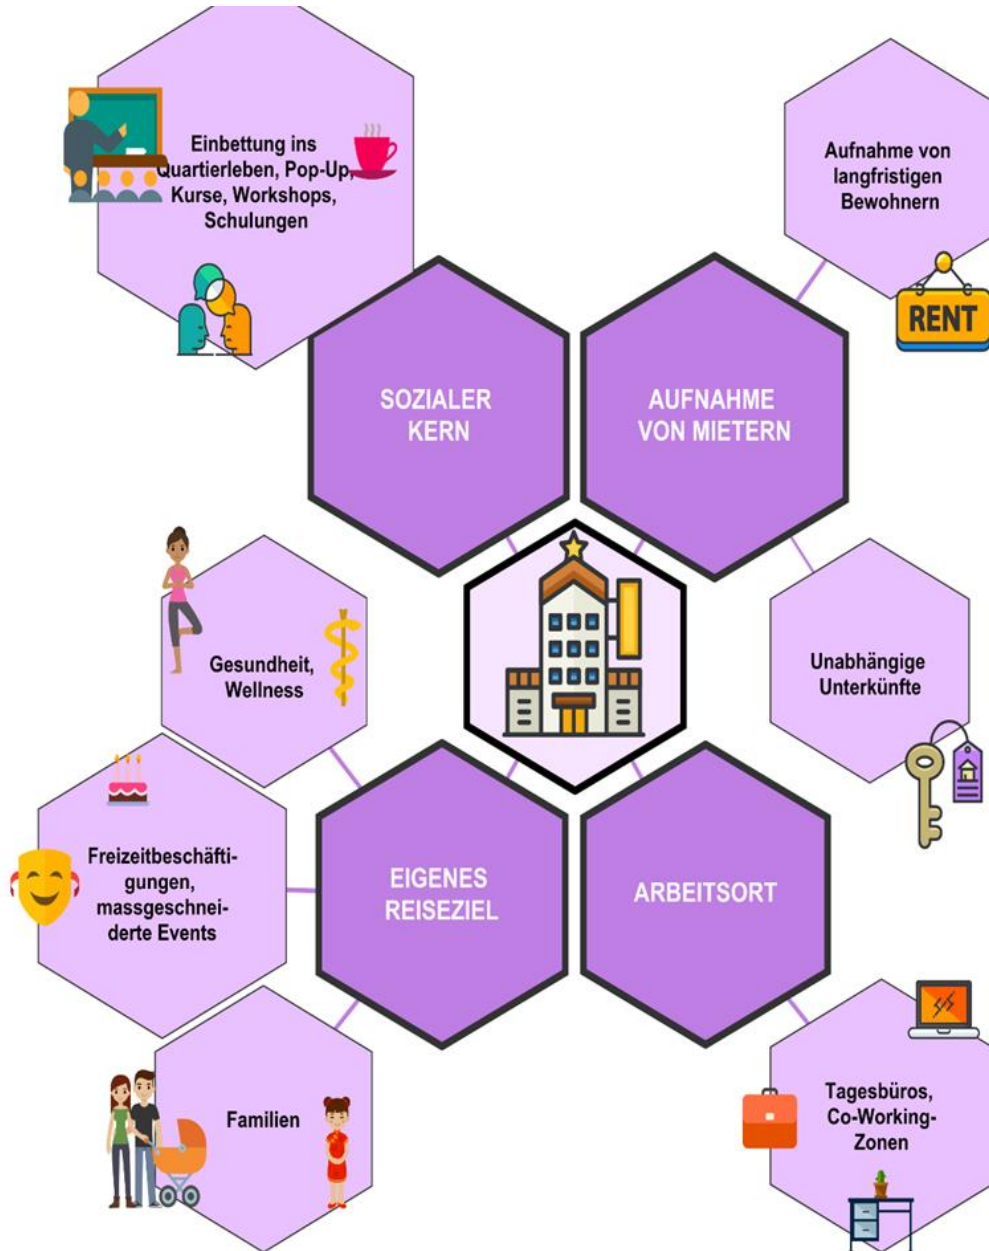 Einbettung ins
Quartierleben, Pop-Up,
Kurse, Workshops,
Schulungen
Aufnahme von
langfristigen
Bewohnern
RENT
SOZIALER
KERN
AUFNAHME
VON MIETERN
Gesundheit,
Wellness
Unabhängige
Unterkünfte
Freizeitbeschäfti-
gungen,
massgeschnei-
derte Events
EIGENES
REISEZIEL
ARBEITSORT
Familien
Tagesbüros,
Co-Working-
Zonen